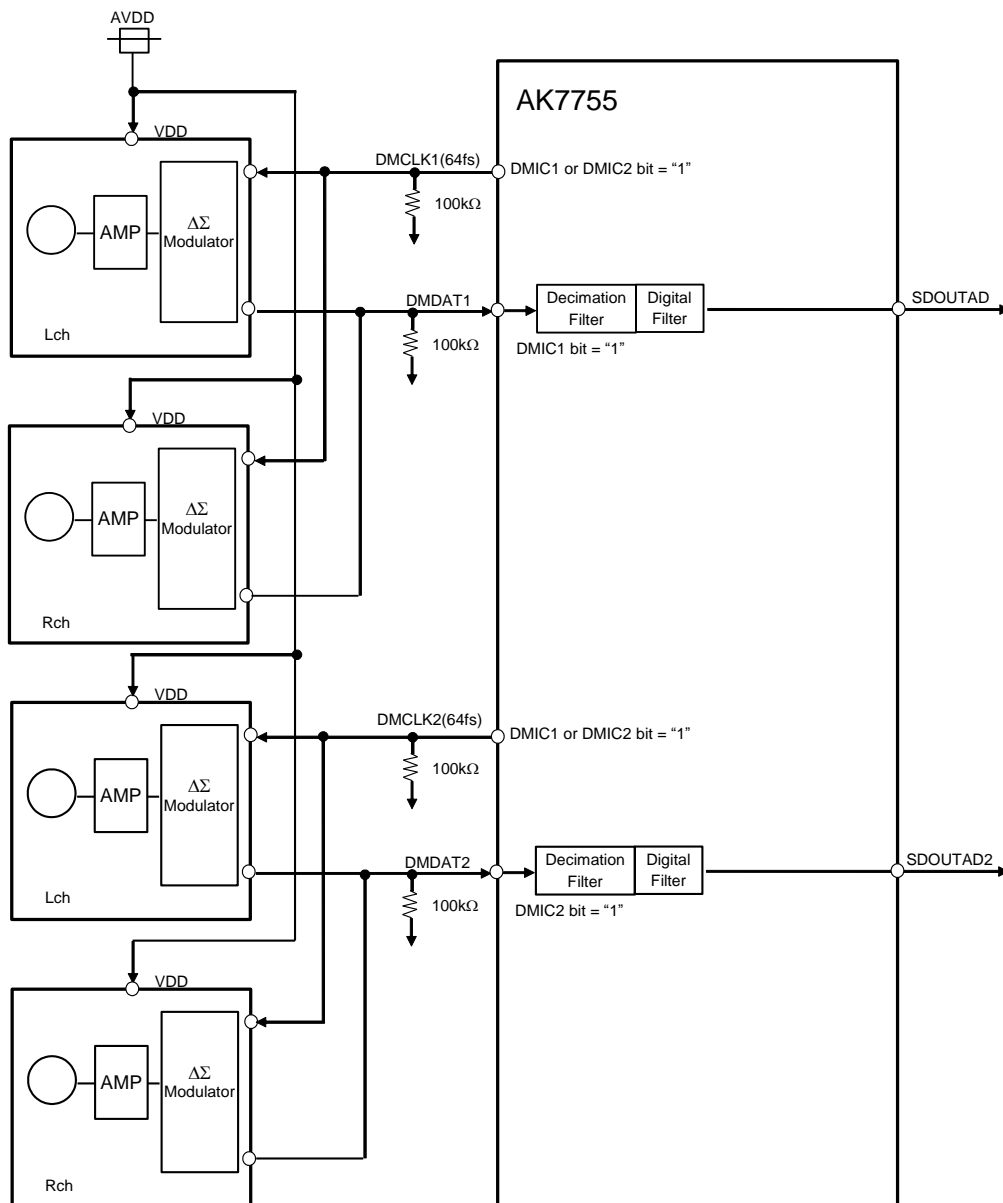 AVDD
AK7755
VDD
DMCLK1(64fs)
DMIC1 or DMIC2 bit = “1”
100kΩ
AMP
ΔΣ
Modulator
Lch
DMDAT1
Decimation
Filter
Digital
Filter
SDOUTAD
100kΩ
DMIC1 bit = “1”
VDD
AMP
ΔΣ
Modulator
Rch
VDD
DMCLK2(64fs)
DMIC1 or DMIC2 bit = “1”
100kΩ
AMP
ΔΣ
Modulator
Lch
DMDAT2
Decimation
Filter
Digital
Filter
SDOUTAD2
100kΩ
DMIC2 bit = “1”
VDD
AMP
ΔΣ
Modulator
Rch